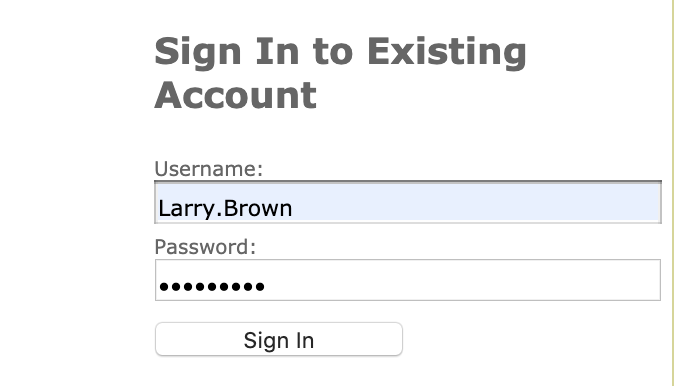 Sign In to Existing
Account
Username:
Larry.Brown
Password:
•••••••••
Sign In